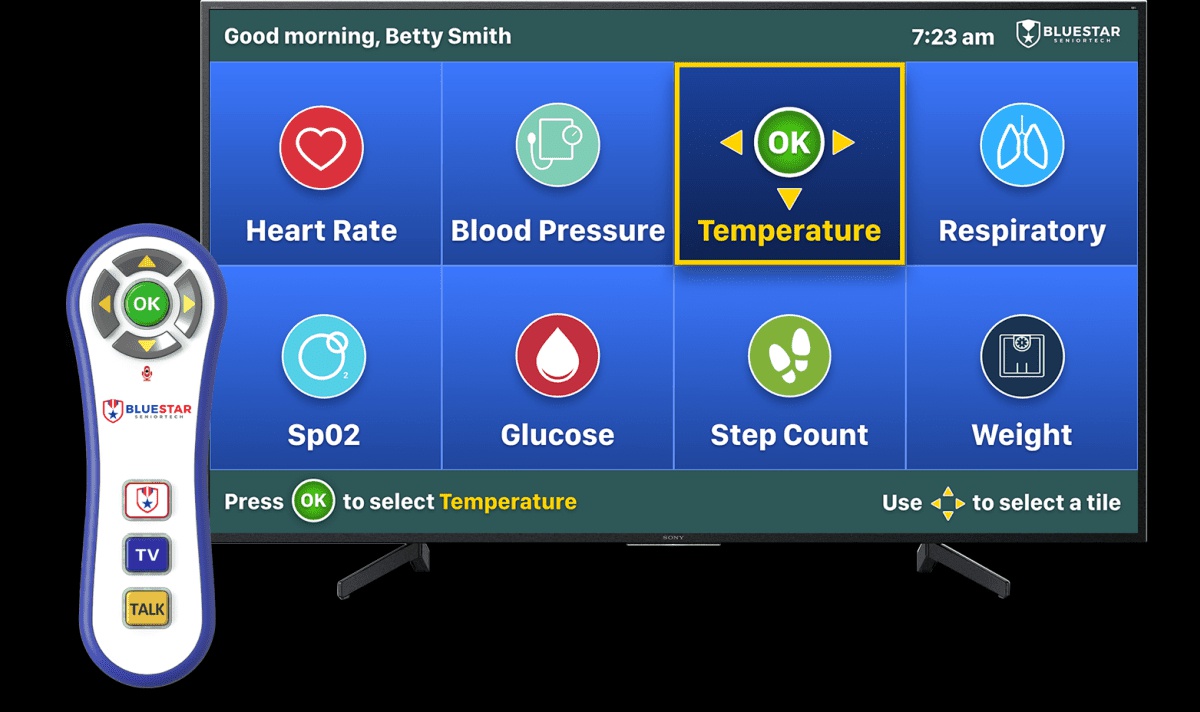 Good morning, Betty Smith
7:23 am
BLUESTAR
SENIORTECH
Heart Rate
Blood Pressure
OK
Temperature
Respiratory
2
Sp02
Glucose
Step Count
Weight
Press OK to select Temperature
Use to select a tile
SONY
OK
BLUESTAR
SENIORTECH
TV
TALK